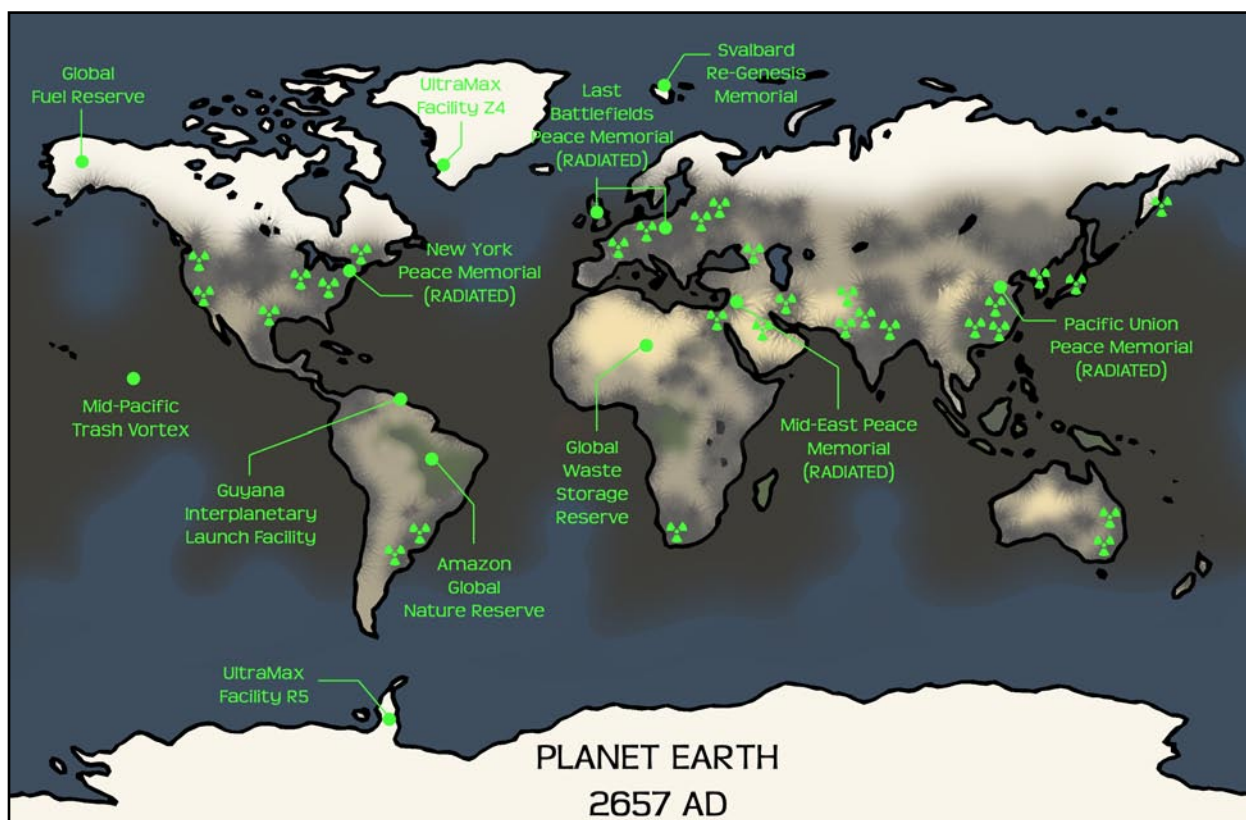 Global
Fuel Reserve
UltraMax
Facility Z4
Last
Battlefields
Peace Memorial
(RADIATED)
Svalbard
Re-Genesis
Memorial
New York
Peace Memorial
(RADIATED)
Pacific Union
Peace Memorial
(RADIATED)
Mid-Pacific
Trash Vortex
Mid-East Peace
Memorial
(RADIATED)
Global
Waste
Storage
Reserve
Guyana
Interplanetary
Launch Facility
Amazon
Global
Nature Reserve
UltraMax
Facility R5
PLANET EARTH
2657 AD